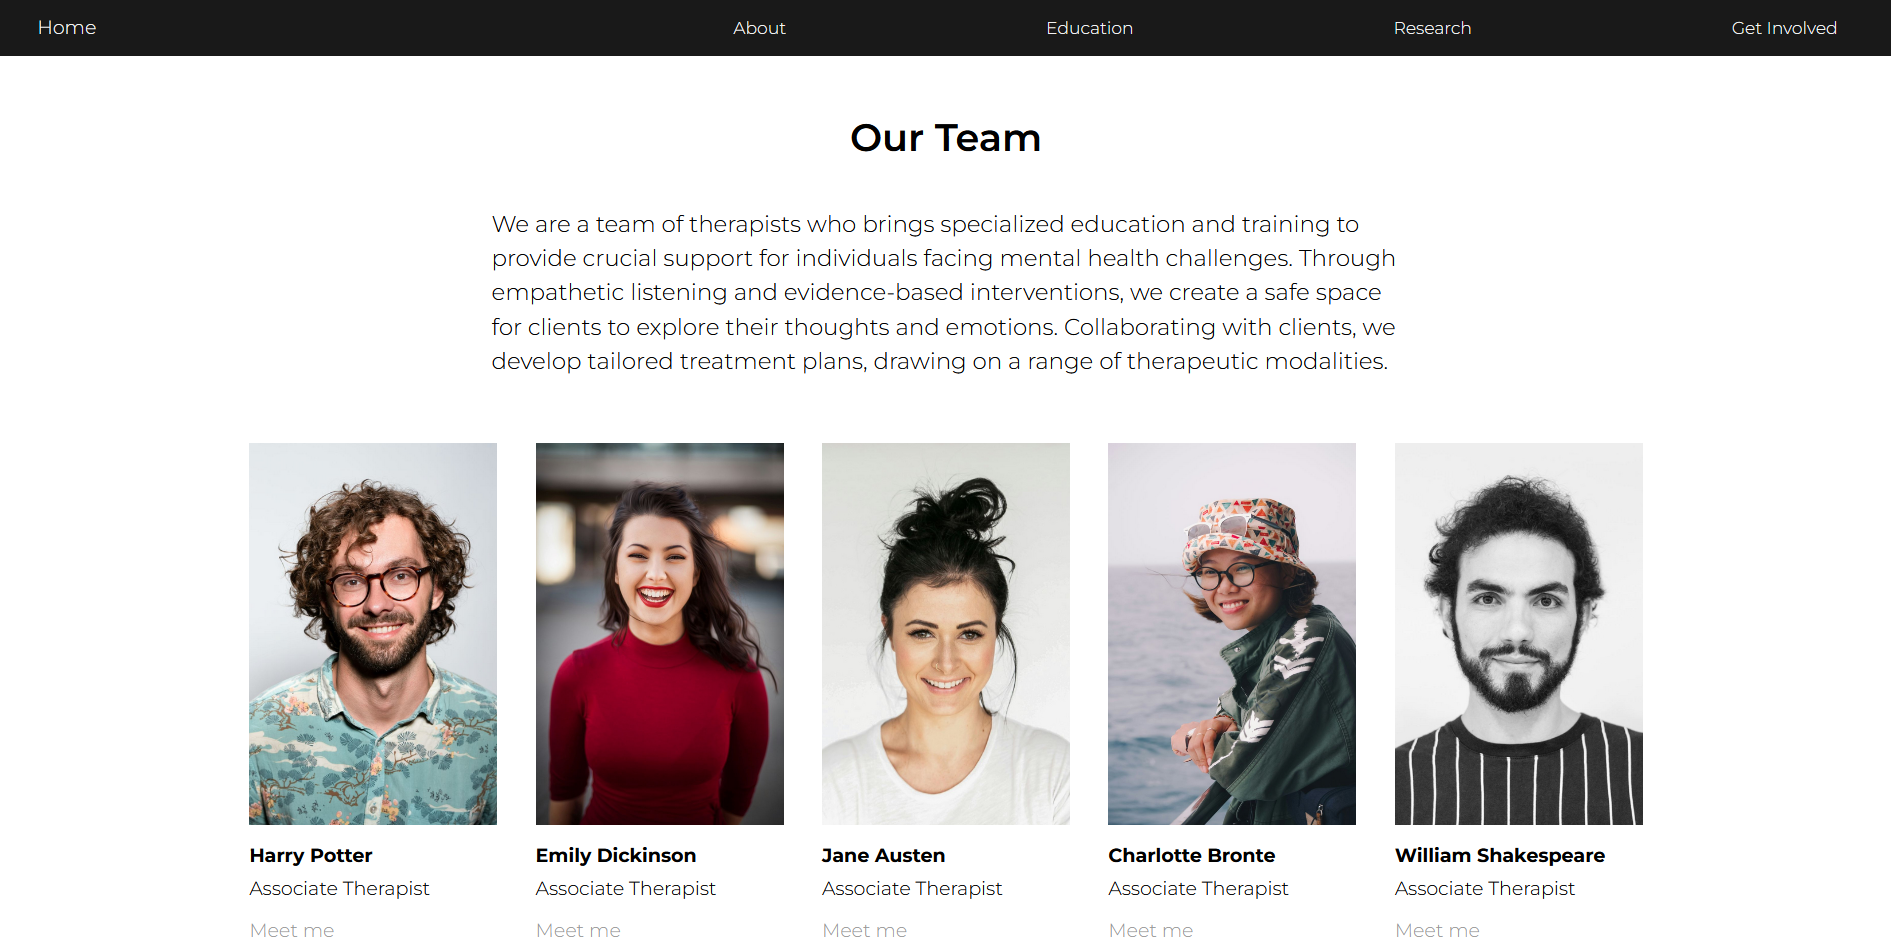 Home About Education Research Get Involved
Our Team
We are a team of therapists who brings specialized education and training to
provide crucial support for individuals facing mental health challenges. Through
empathetic listening and evidence-based interventions, we create a safe space
for clients to explore their thoughts and emotions. Collaborating with clients, we
develop tailored treatment plans, drawing on a range of therapeutic modalities.
Harry Potter
Associate Therapist
Meet me
Emily Dickinson
Associate Therapist
Meet me
Jane Austen
Associate Therapist
Meet me
Charlotte Bronte
Associate Therapist
Meet me
William Shakespeare
Associate Therapist
Meet me